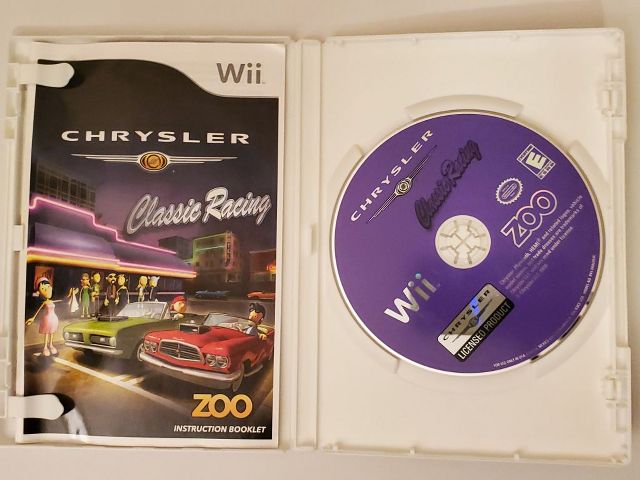 Wii
CHRYSLER
Classic Racing
ZOO
INSTRUCTION BOOKLET
CHRYSLER
Classic Racing
E
ZOO
Wii
CHRYSLER
LICENSED PRODUCT